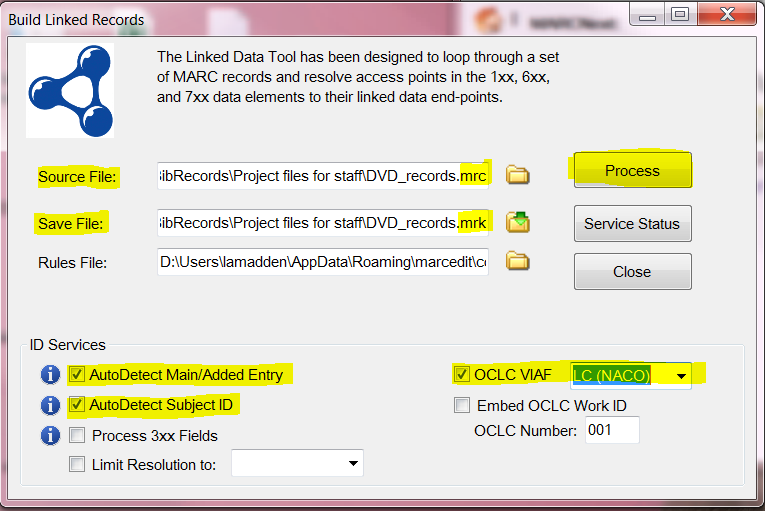 Build Linked Records
The Linked Data Tool has been designed to loop through a set
of MARC records and resolve access points in the 1xx, 6xx,
and 7xx data elements to their linked data end-points.
Source File: ibRecords\Project files for staff\DVD_records.mrc
Process
Save File: ibRecords\Project files for staff\DVD_records.mrk
Service Status
Rules File: D:\Users\lamadden\AppData\Roaming\marcedit\co
Close
ID Services
AutoDetect Main/Added Entry
OCLC VIAF LC (NACO)
AutoDetect Subject ID
Embed OCLC Work ID
Process 3xx Fields
OCLC Number: 001
Limit Resolution to: